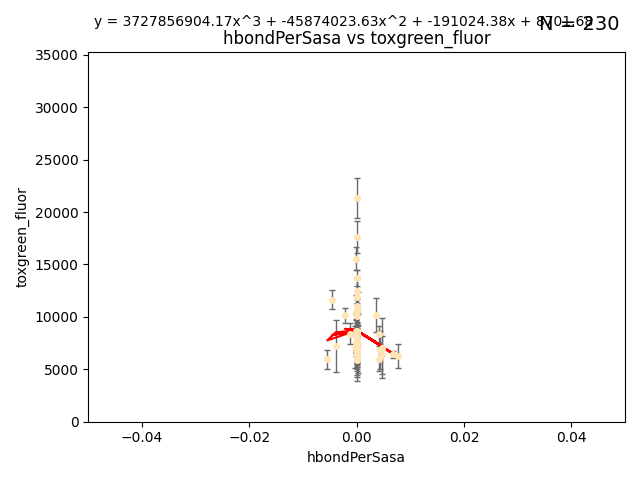 y = 3727856904.17x^3 + -45874023.63x^2 + -191024.38x +
N = 230
hbondPerSasa vs toxgreen_fluor
35000
30000
25000
20000
15000
10000
5000
0
toxgreen_fluor
−0.04
−0.02
0.00
0.02
0.04
hbondPerSasa